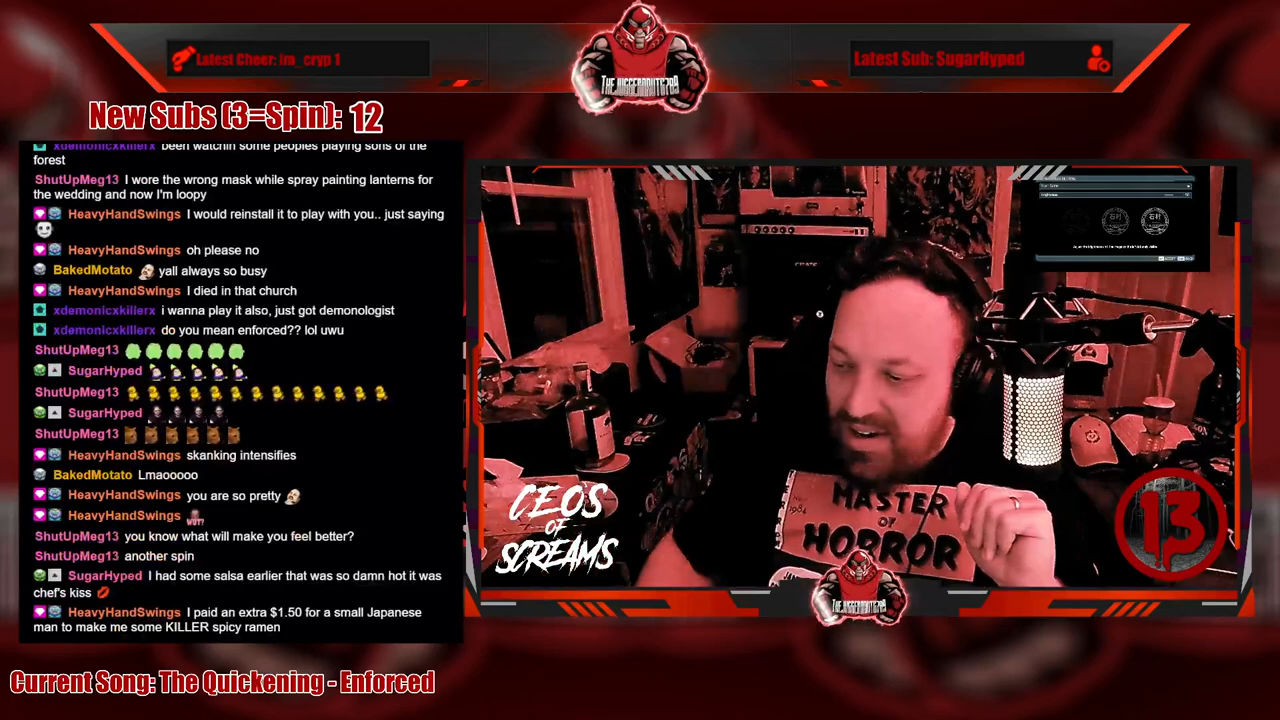 Latest Cheer: im_cryp 1
THEJUGGERNAUT6789
Latest Sub: SugarHyped
New Subs (3=Spin): 12
xdemonicxkillerx been watchin some peoples playing sons of the
forest
ShutUpMeg13 I wore the wrong mask while spray painting lanterns for
the wedding and now I'm loopy
HeavyHandSwings I would reinstall it to play with you.. just saying
HeavyHandSwings oh please no
BakedMotato yall always so busy
HeavyHandSwings I died in that church
xdemonicxkillerx i wanna play it also, just got demonologist
xdemonicxkillerx do you mean enforced?? lol uwu
ShutUpMeg13
SugarHyped
ShutUpMeg13
SugarHyped
ShutUpMeg13
HeavyHandSwings skanking intensifies
BakedMotato Lmaooooo
HeavyHandSwings you are so pretty
HeavyHandSwings WUT?
ShutUpMeg13 you know what will make you feel better?
ShutUpMeg13 another spin
SugarHyped I had some salsa earlier that was so damn hot it was
chef's kiss
HeavyHandSwings I paid an extra $1.50 for a small Japanese
man to make me some KILLER spicy ramen
CEOS
OF
SCREAMS
MASTER
OF
HORROR
1984
13
THEJUGGERNAUT6789
Current Song: The Quickening - Enforced